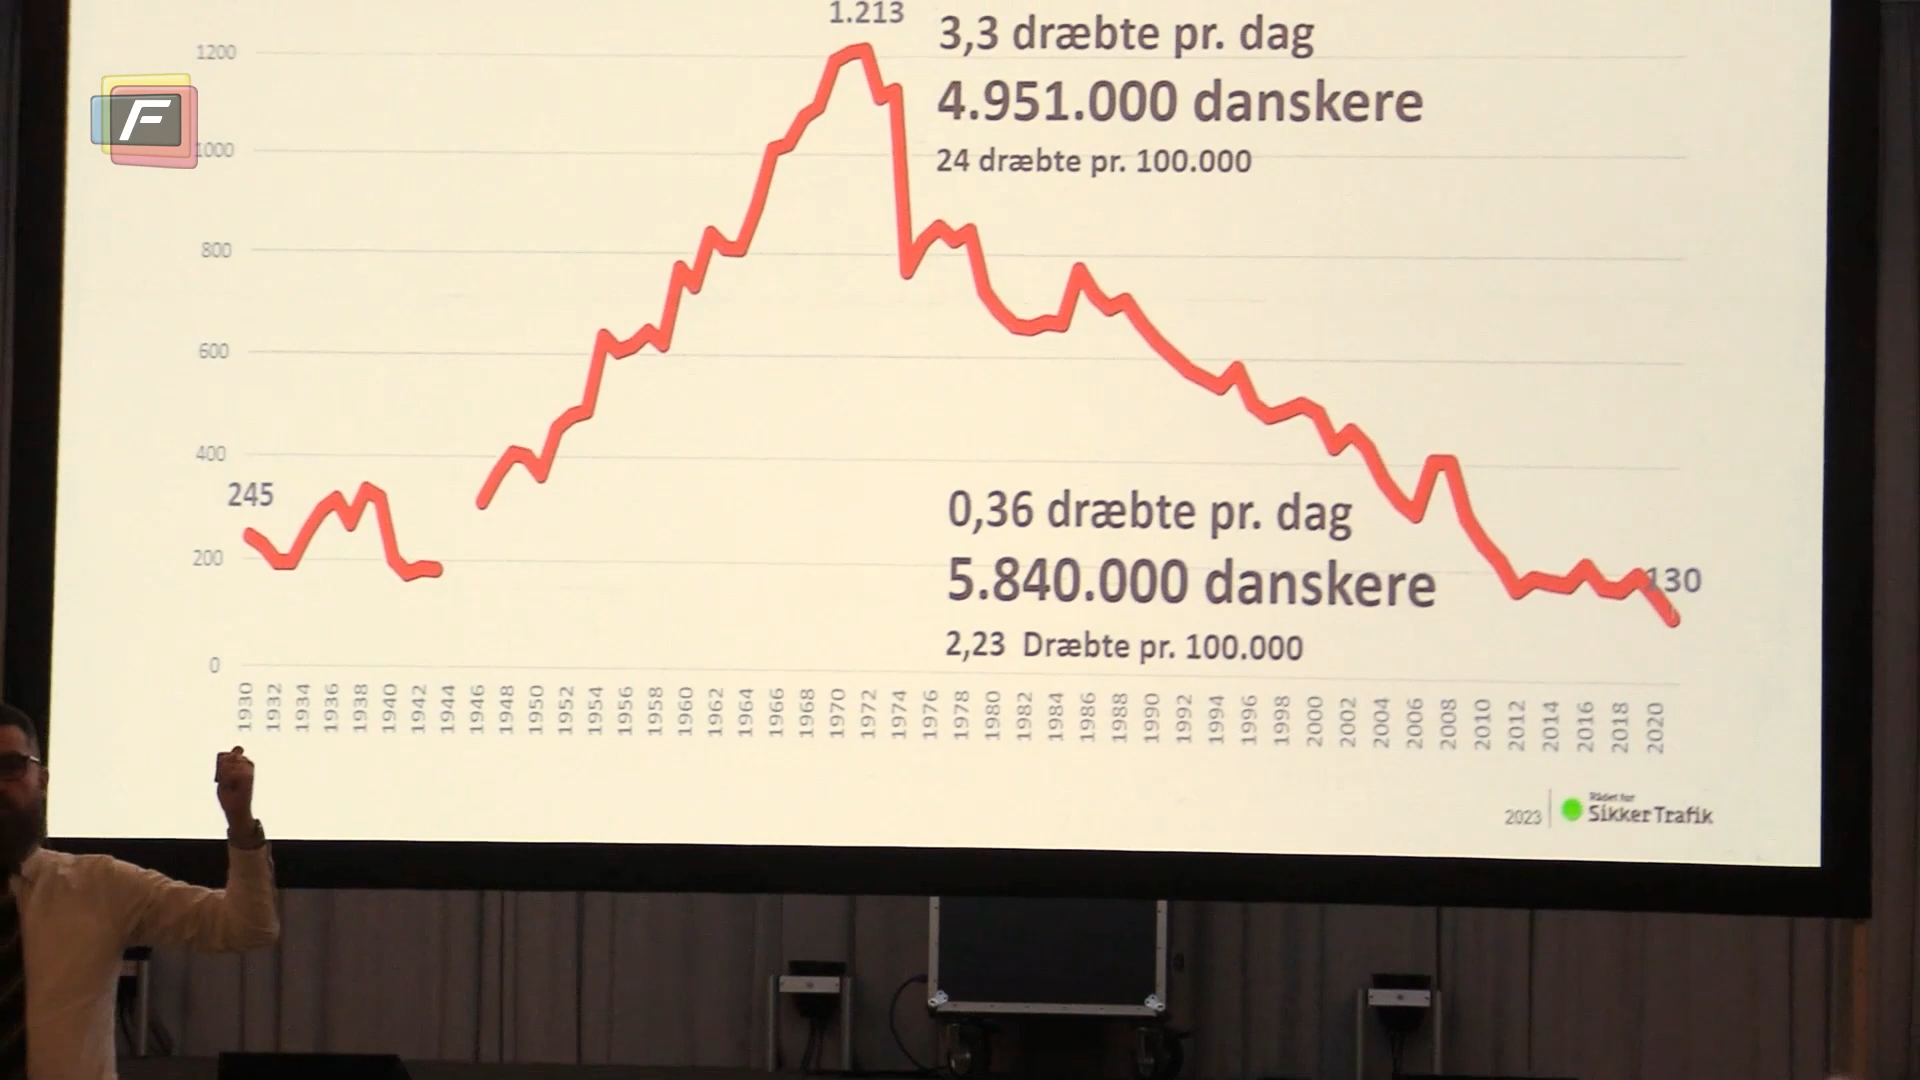 1.213
3,3 dræbte pr. dag
4.951.000 danskere
24 dræbte pr. 100.000
1200
F
1000
800
600
400
245
200
0
0,36 dræbte pr. dag
5.840.000 danskere
2,23 Dræbte pr. 100.000
130
1930 1932 1934 1936 1938 1940 1942 1944 1946 1948 1950 1952 1954 1956 1958 1960 1962 1964 1966 1968 1970 1972 1974 1976 1978 1980 1982 1984 1986 1988 1990 1992 1994 1996 1998 2000 2002 2004 2006 2008 2010 2012 2014 2016 2018 2020
2023
Rådet for
Sikker Trafik